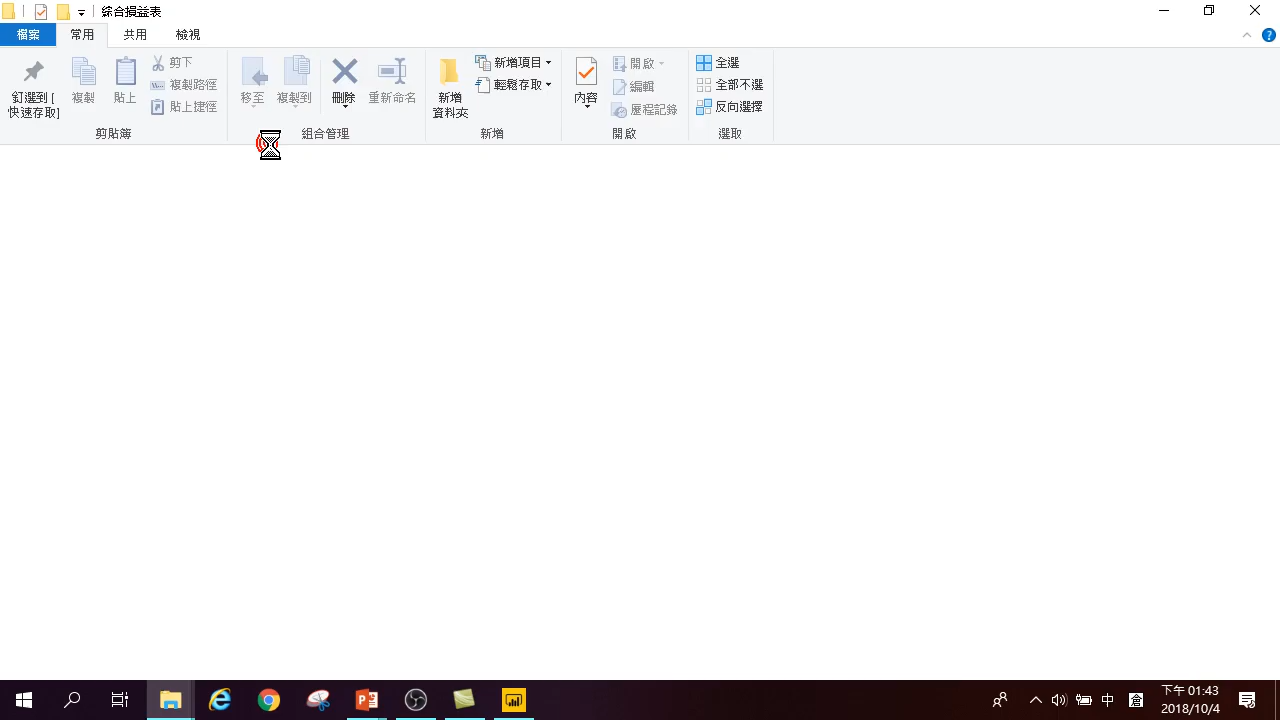 綜合損益表
檔案 常用 共用 檢視
釘選到 [
快速存取]
複製
貼上
剪下
複製路徑
貼上捷徑
剪貼簿
移至
複製到
刪除
重新命名
組合管理
新增
資料夾
新增項目
輕鬆存取
新增
內容
開啟
編輯
歷程記錄
開啟
全選
全部不選
反向選擇
選取
中
下午 01:43
2018/10/4